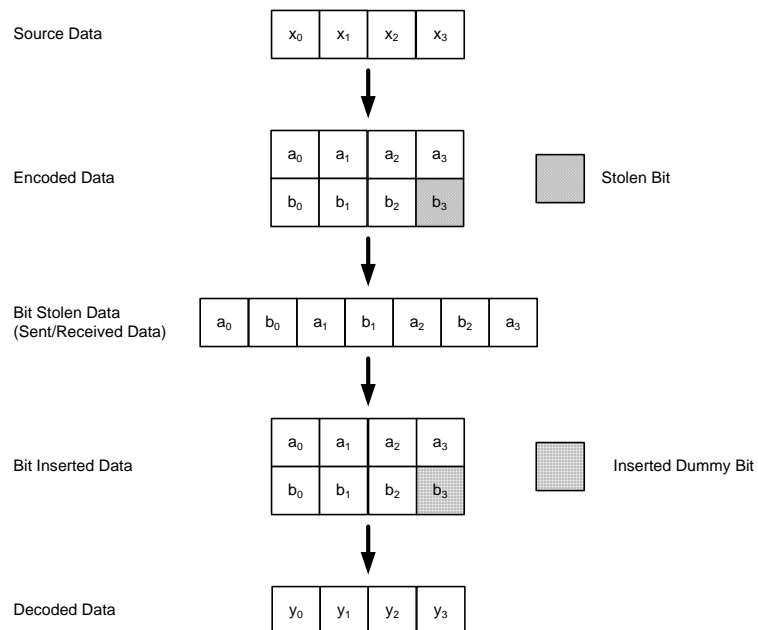 Source Data
x₀ x₁ x₂ x₃
a₀ a₁ a₂ a₃
Encoded Data
Stolen Bit
b₀ b₁ b₂ b₃
Bit Stolen Data
(Sent/Received Data)
a₀ b₀ a₁ b₁ a₂ b₂ a₃
a₀ a₁ a₂ a₃
Bit Inserted Data
Inserted Dummy Bit
b₀ b₁ b₂ b₃
Decoded Data
y₀ y₁ y₂ y₃